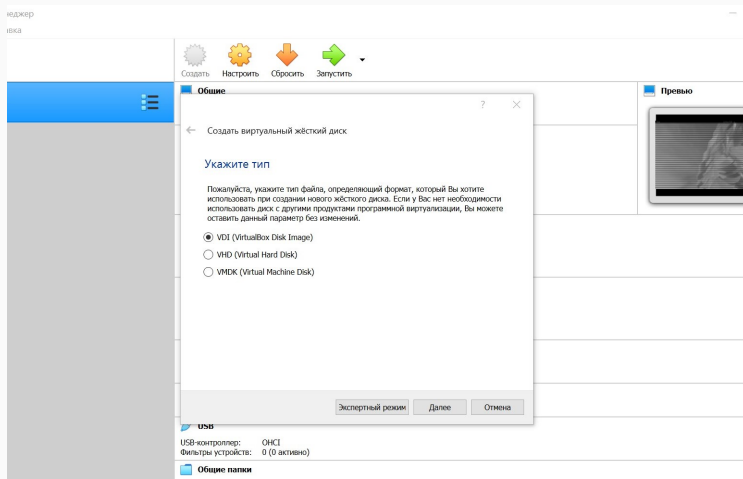 еджер
авка
Создать Настроить Сбросить Запустить
Общие
Превью
?
Создать виртуальный жёсткий диск
Укажите тип
Пожалуйста, укажите тип файла, определяющий формат, который Вы хотите
использовать при создании нового жёсткого диска. Если у Вас нет необходимости
использовать диск с другими продуктами программной виртуализации, Вы можете
оставить данный параметр без изменений.
VDI (VirtualBox Disk Image)
VHD (Virtual Hard Disk)
VMDK (Virtual Machine Disk)
Экспертный режим Далее Отмена
USB
USB-контроллер: OHCI
Фильтры устройств: 0 (0 активно)
Общие папки